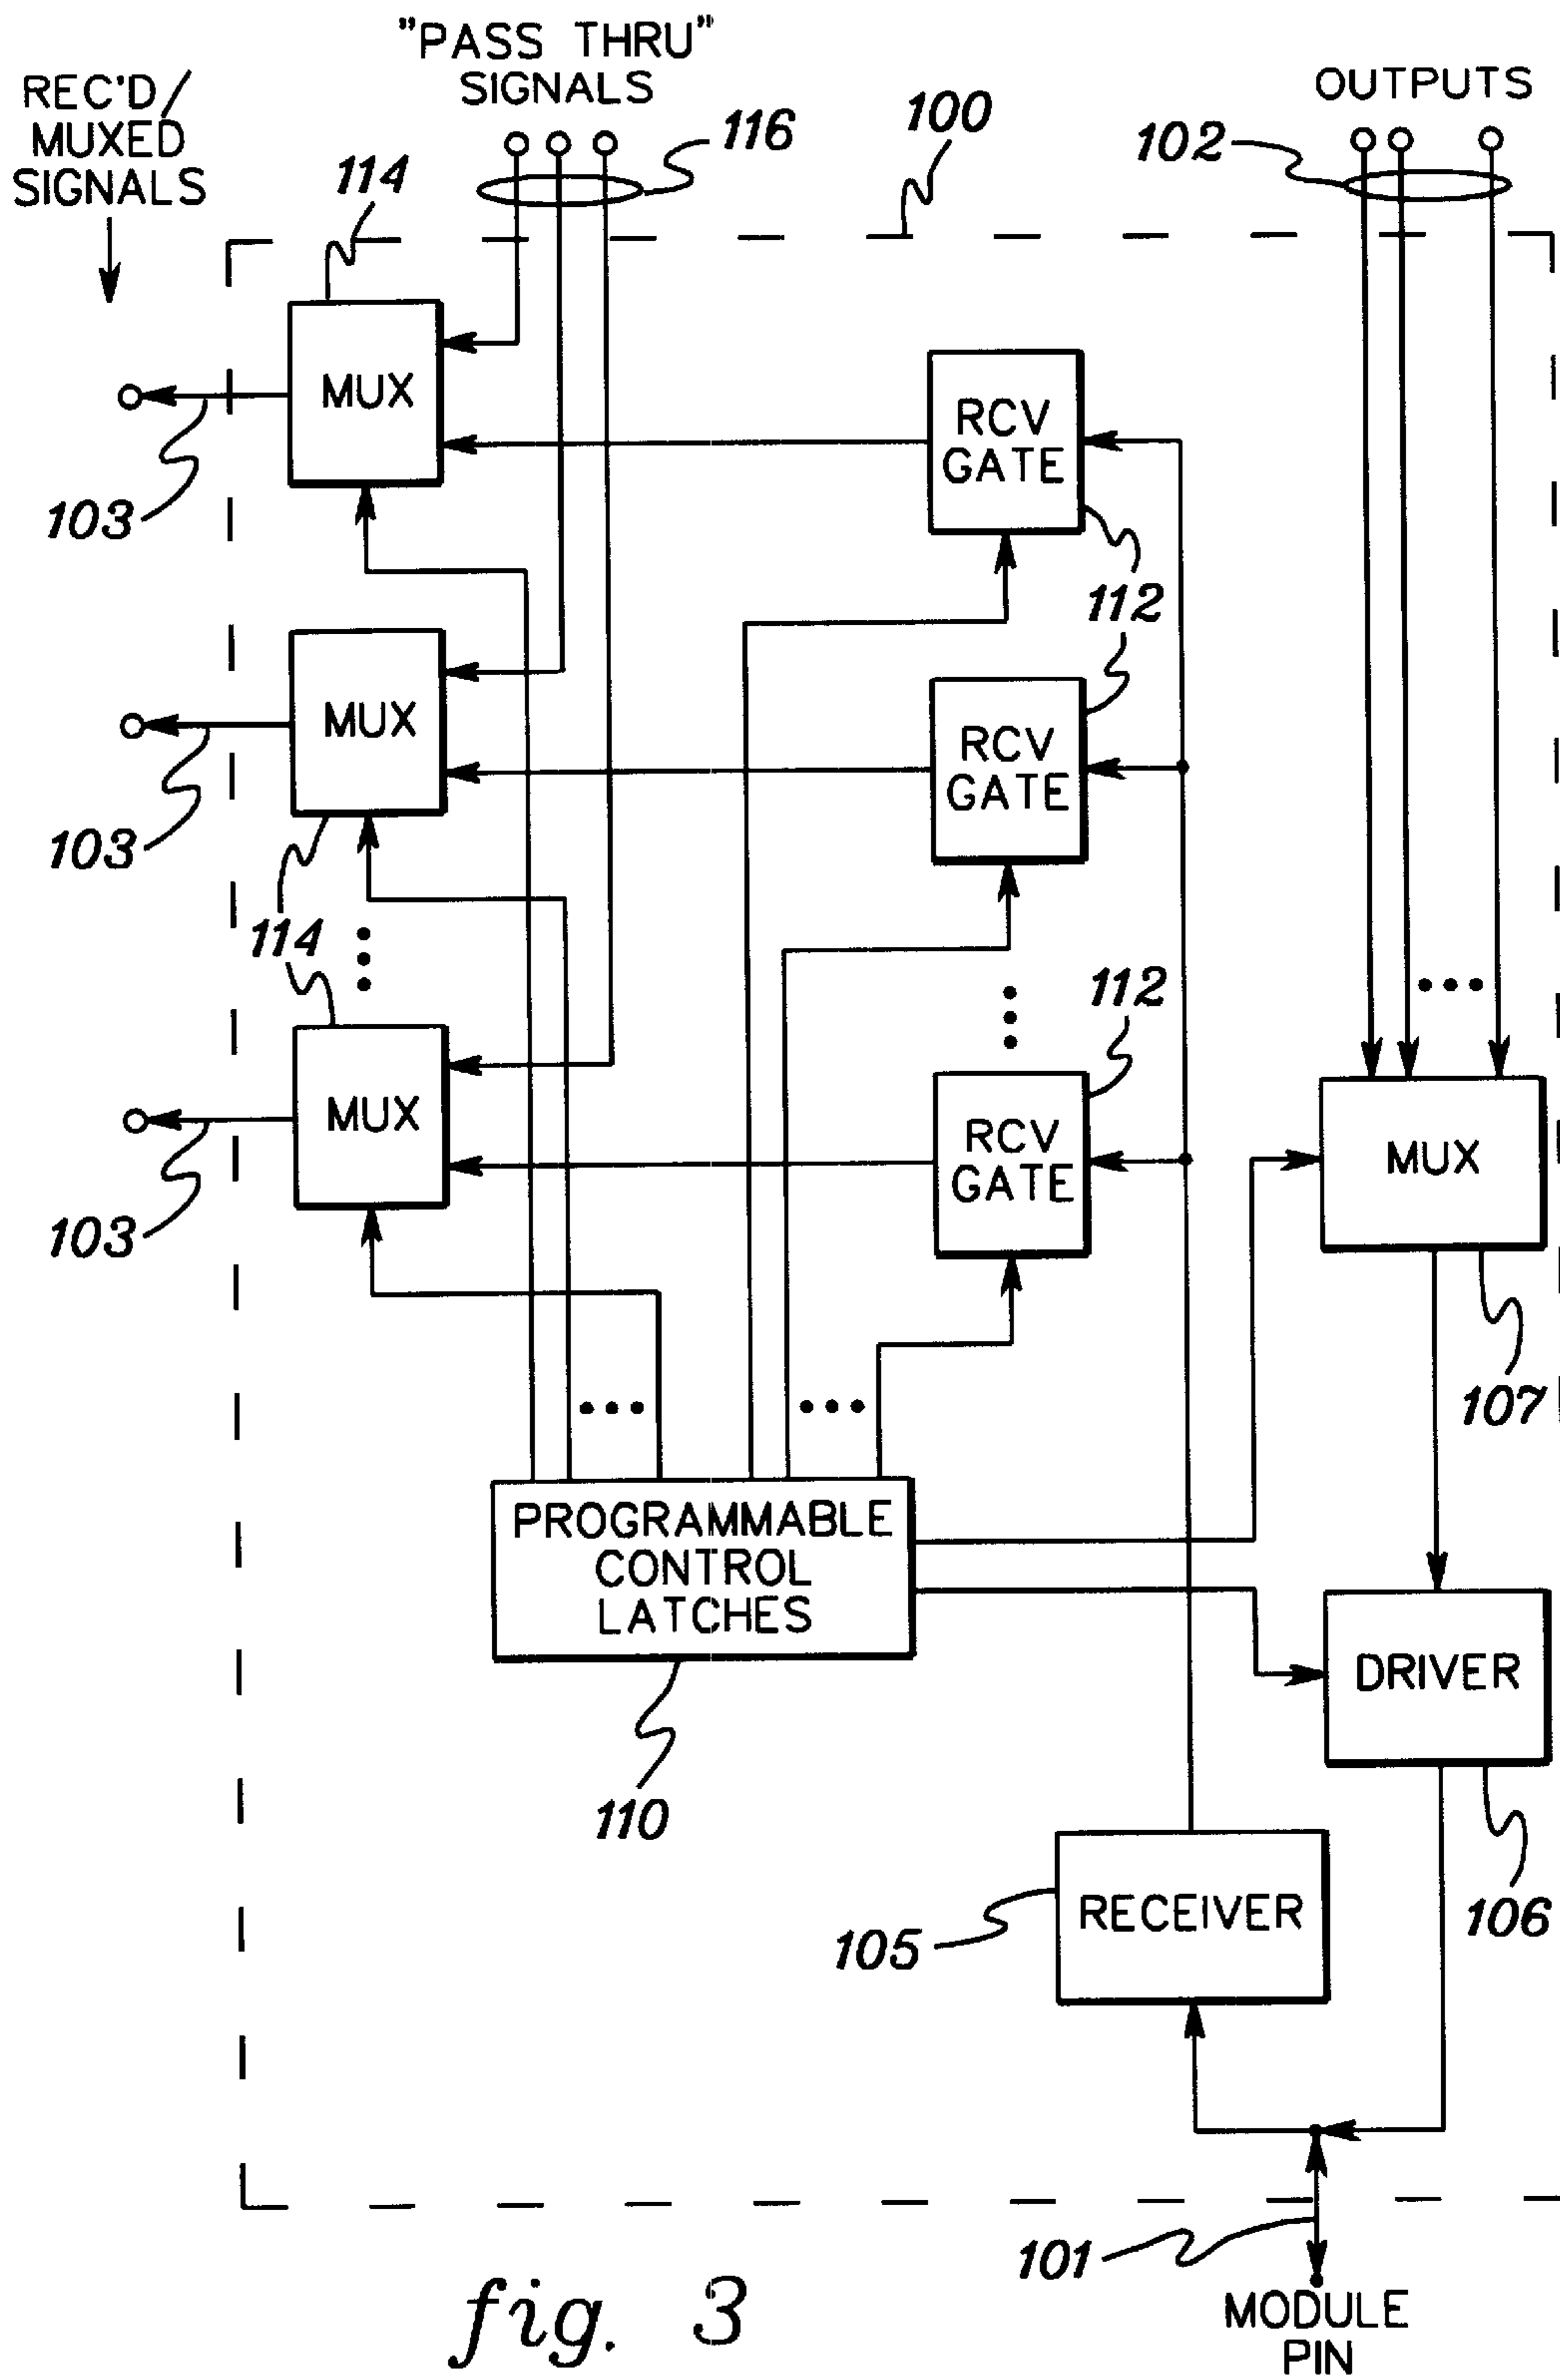 "PASS THRU"
SIGNALS
REC'D/
MUXED
SIGNALS
OUTPUTS
116
100
102
114
MUX
RCV
GATE
103
112
MUX
RCV
GATE
103
114
112
MUX
RCV
GATE
MUX
103
107
PROGRAMMABLE
CONTROL
LATCHES
DRIVER
110
RECEIVER
105
106
101
MODULE
PIN
fig. 3